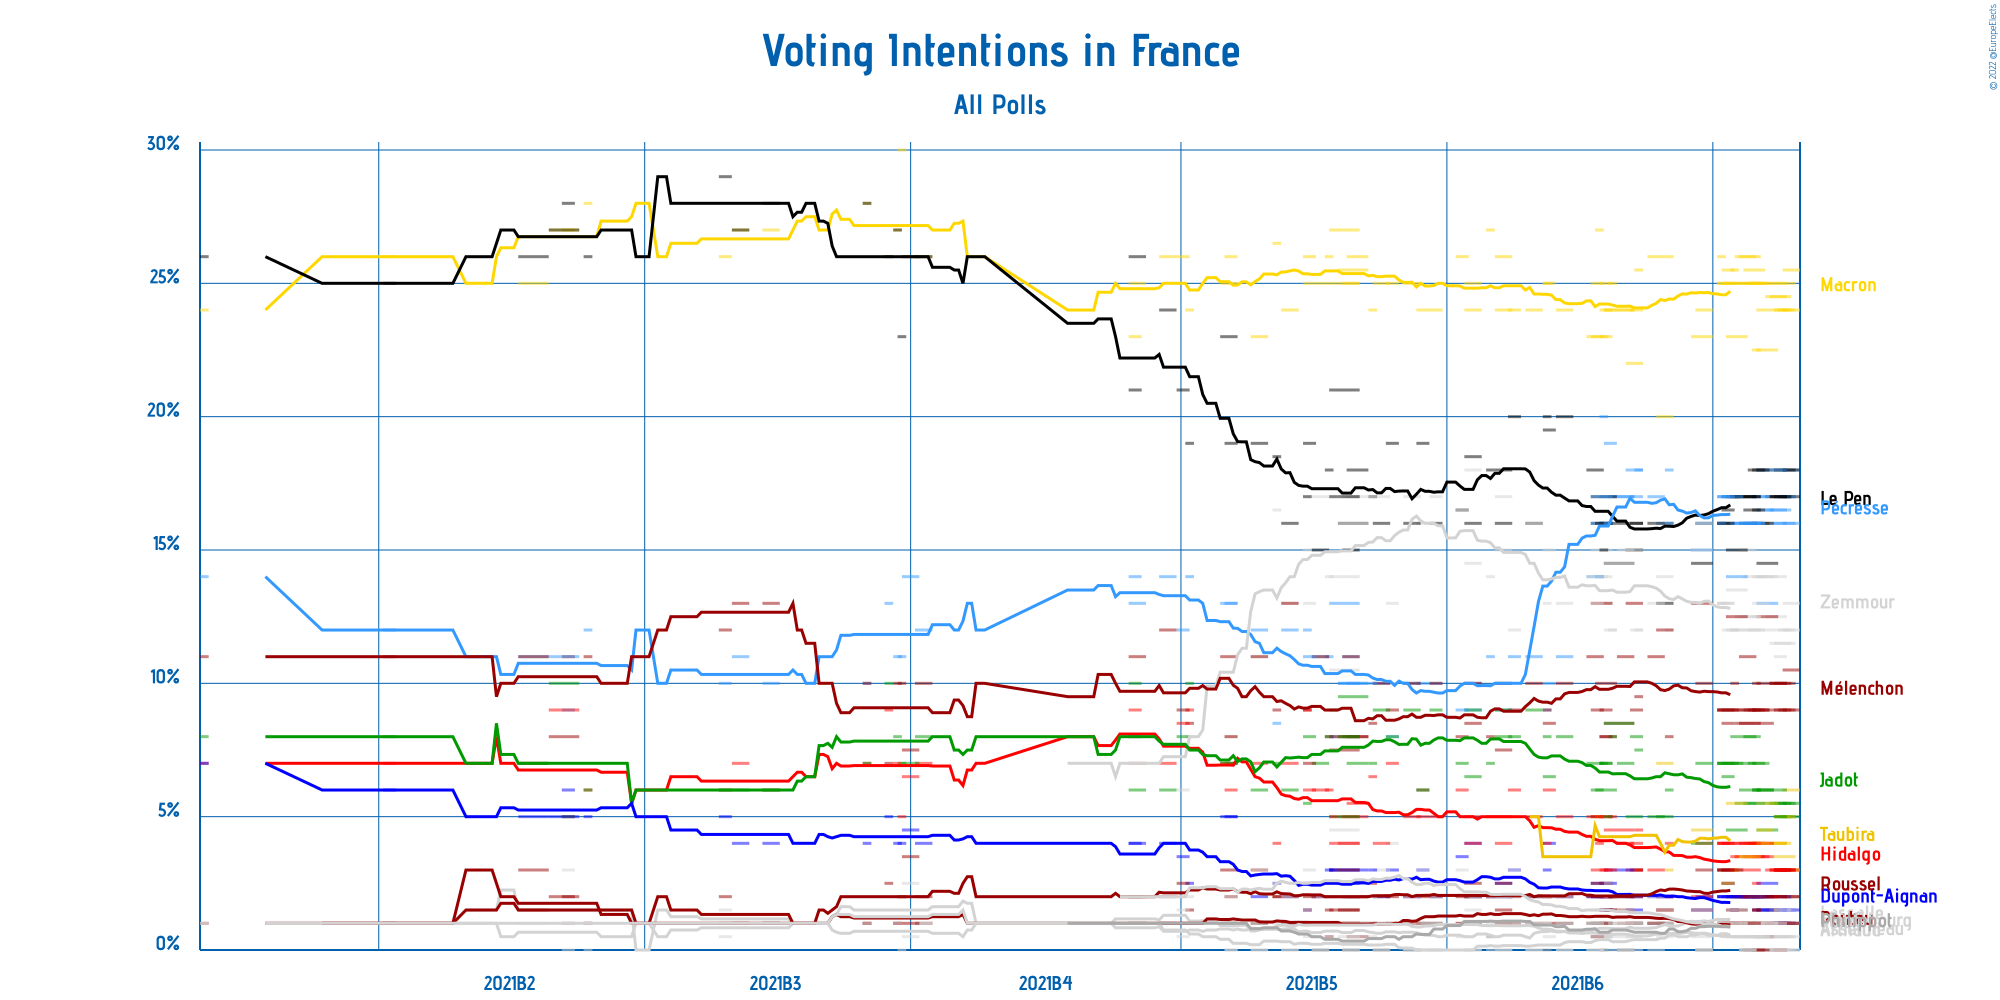 © 2022 @EuropeElects
Voting Intentions in France
All Polls
30%
25%
20%
15%
10%
5%
0%
Macron
Le Pen
Pécresse
Zemmour
Mélenchon
Jadot
Taubira
Hidalgo
Roussel
Dupont-Aignan
2021B2
2021B3
2021B4
2021B5
2021B6